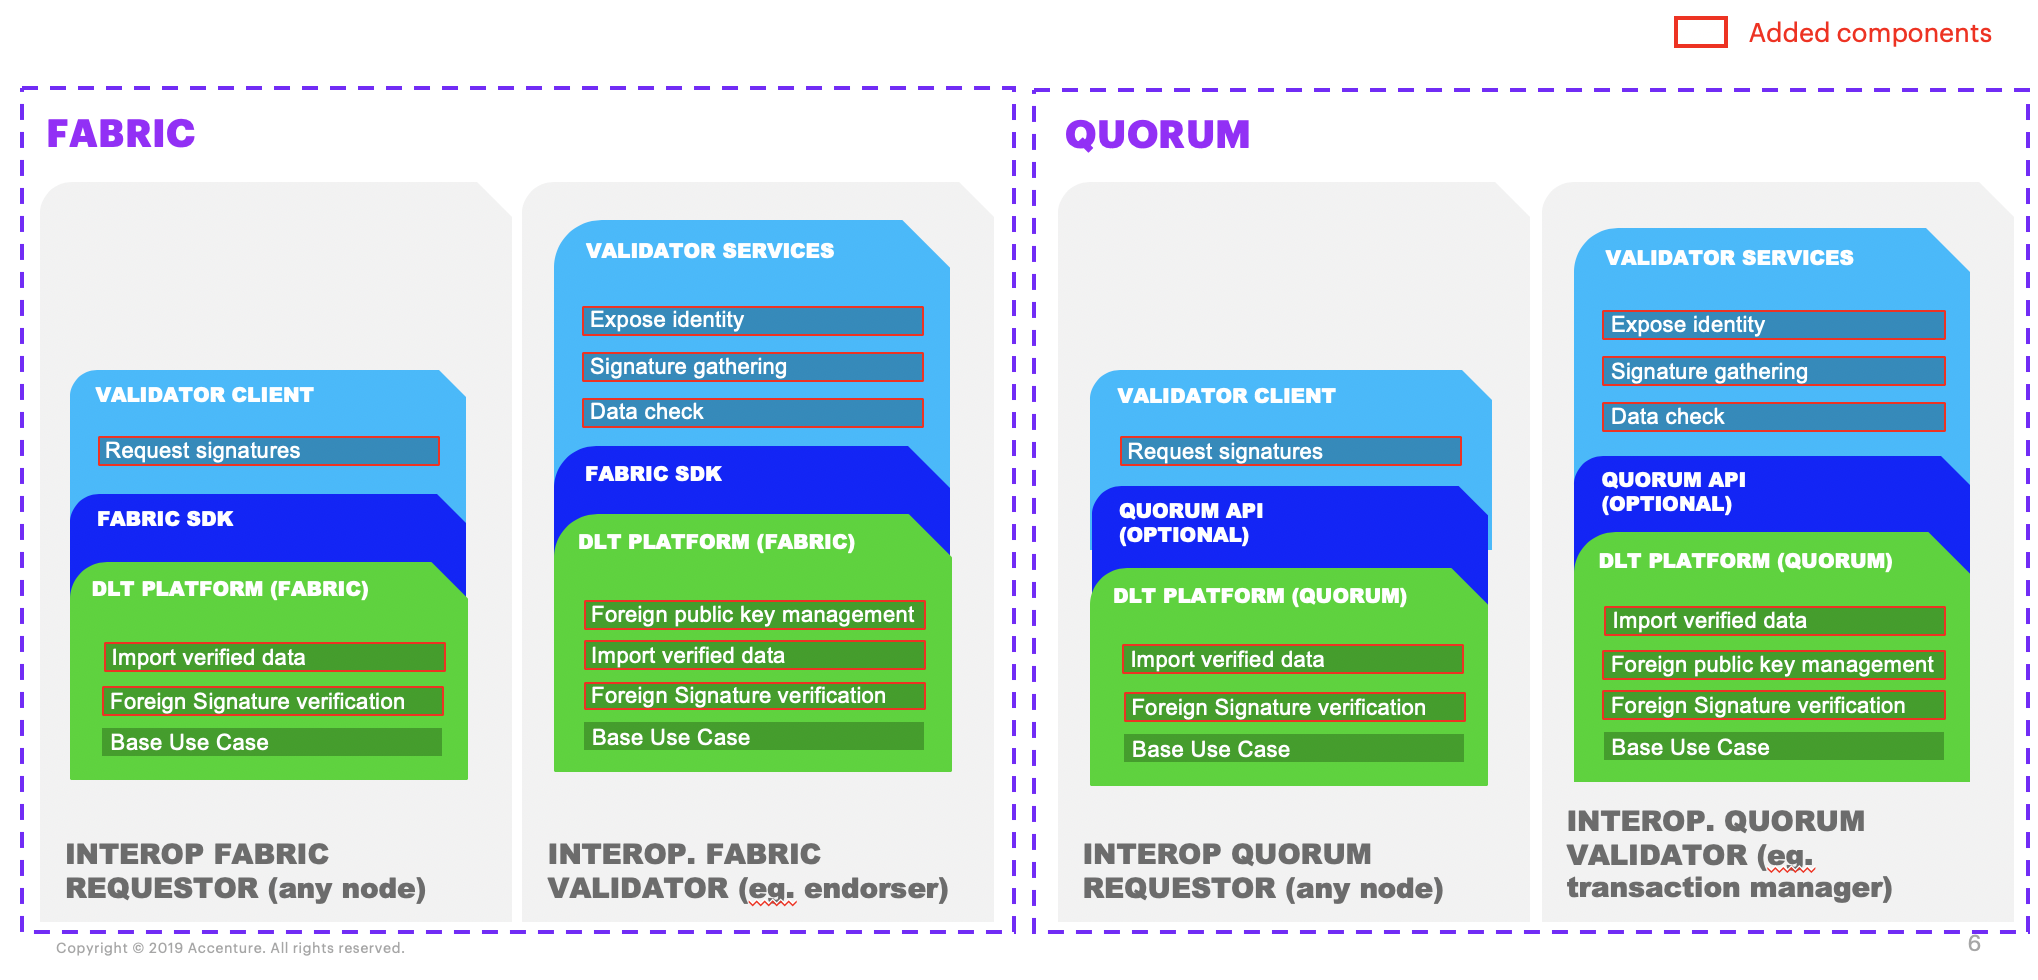 Added components
FABRIC
VALIDATOR CLIENT
Request signatures
FABRIC SDK
DLT PLATFORM (FABRIC)
Import verified data
Foreign Signature verification
Base Use Case
INTEROP FABRIC
REQUESTOR (any node)
VALIDATOR SERVICES
Expose identity
Signature gathering
Data check
FABRIC SDK
DLT PLATFORM (FABRIC)
Foreign public key management
Import verified data
Foreign Signature verification
Base Use Case
INTEROP. FABRIC
VALIDATOR (eg. endorser)
QUORUM
VALIDATOR CLIENT
Request signatures
QUORUM API
(OPTIONAL)
DLT PLATFORM (QUORUM)
Import verified data
Foreign Signature verification
Base Use Case
INTEROP QUORUM
REQUESTOR (any node)
VALIDATOR SERVICES
Expose identity
Signature gathering
Data check
QUORUM API
(OPTIONAL)
DLT PLATFORM (QUORUM)
Import verified data
Foreign public key management
Foreign Signature verification
Base Use Case
INTEROP. QUORUM
VALIDATOR (eg.
transaction manager)
Copyright © 2019 Accenture. All rights reserved.
6